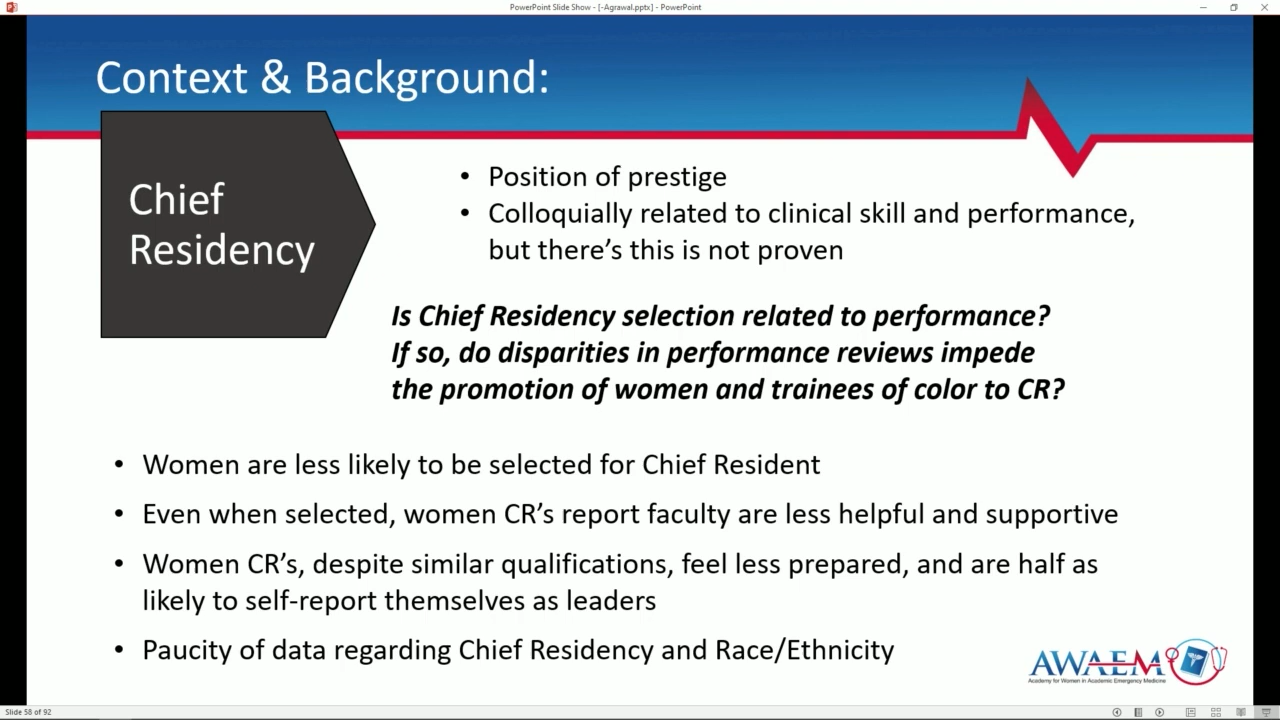 PowerPoint Slide Show - [-Agrawal.pptx] - PowerPoint
Context & Background:
Chief
Residency
• Position of prestige
• Colloquially related to clinical skill and performance,
but there's this is not proven
Is Chief Residency selection related to performance?
If so, do disparities in performance reviews impede
the promotion of women and trainees of color to CR?
• Women are less likely to be selected for Chief Resident
• Even when selected, women CR's report faculty are less helpful and supportive
• Women CR's, despite similar qualifications, feel less prepared, and are half as
likely to self-report themselves as leaders
• Paucity of data regarding Chief Residency and Race/Ethnicity
AWAEM
Academy for Women in Academic Emergency Medicine
Slide 58 of 92